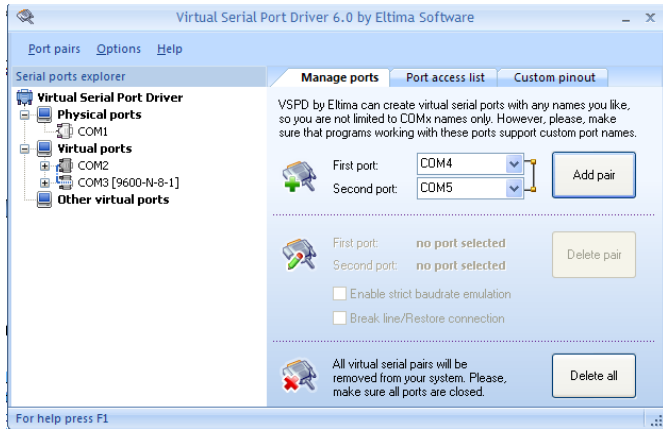 Virtual Serial Port Driver 6.0 by Eltima Software
Port pairs Options Help
Serial ports explorer
Virtual Serial Port Driver
Physical ports
COM1
Virtual ports
COM2
COM3 [9600-N-8-1]
Other virtual ports
Manage ports Port access list Custom pinout
VSPD by Eltima can create virtual serial ports with any names you like,
so you are not limited to COMx names only. However, please, make
sure that programs working with these ports support custom port names.
First port: COM4
Second port: COM5
Add pair
First port: no port selected
Second port: no port selected
Delete pair
Enable strict baudrate emulation
Break line/Restore connection
All virtual serial pairs will be
removed from your system. Please,
make sure all ports are closed.
Delete all
For help press F1